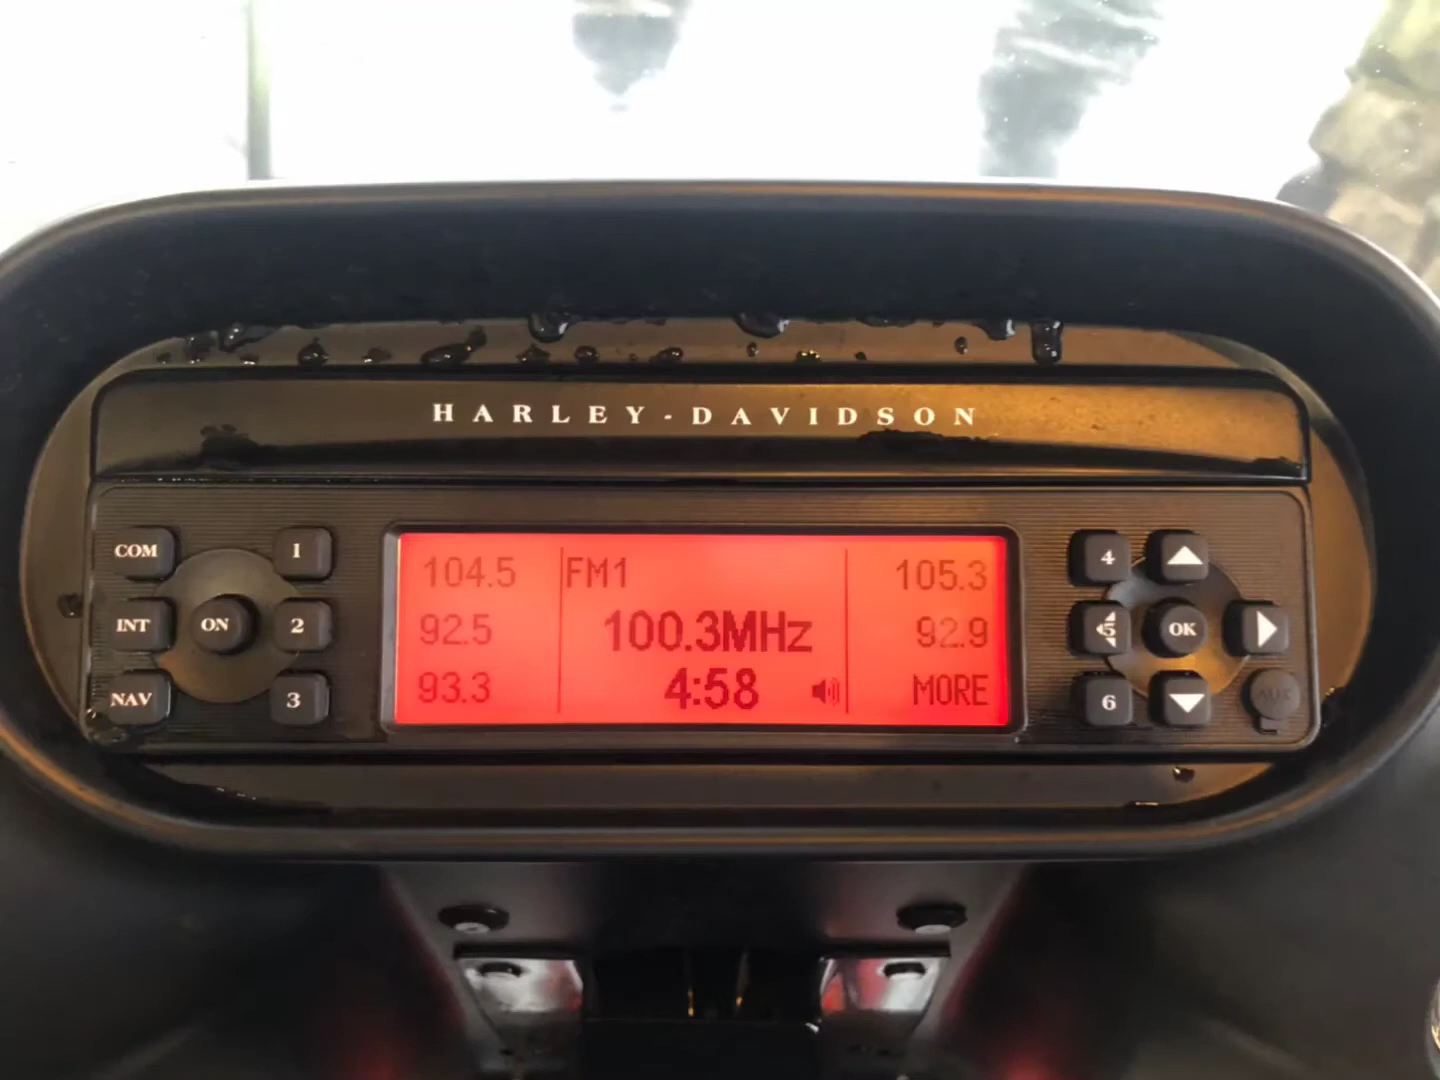 HARLEY-DAVIDSON
COM 1
INT ON 2
NAV 3
104.5 FM1 105.3
92.5 100.3MHz 92.9
93.3 4:58 MORE
4
5 OK
6 AUX